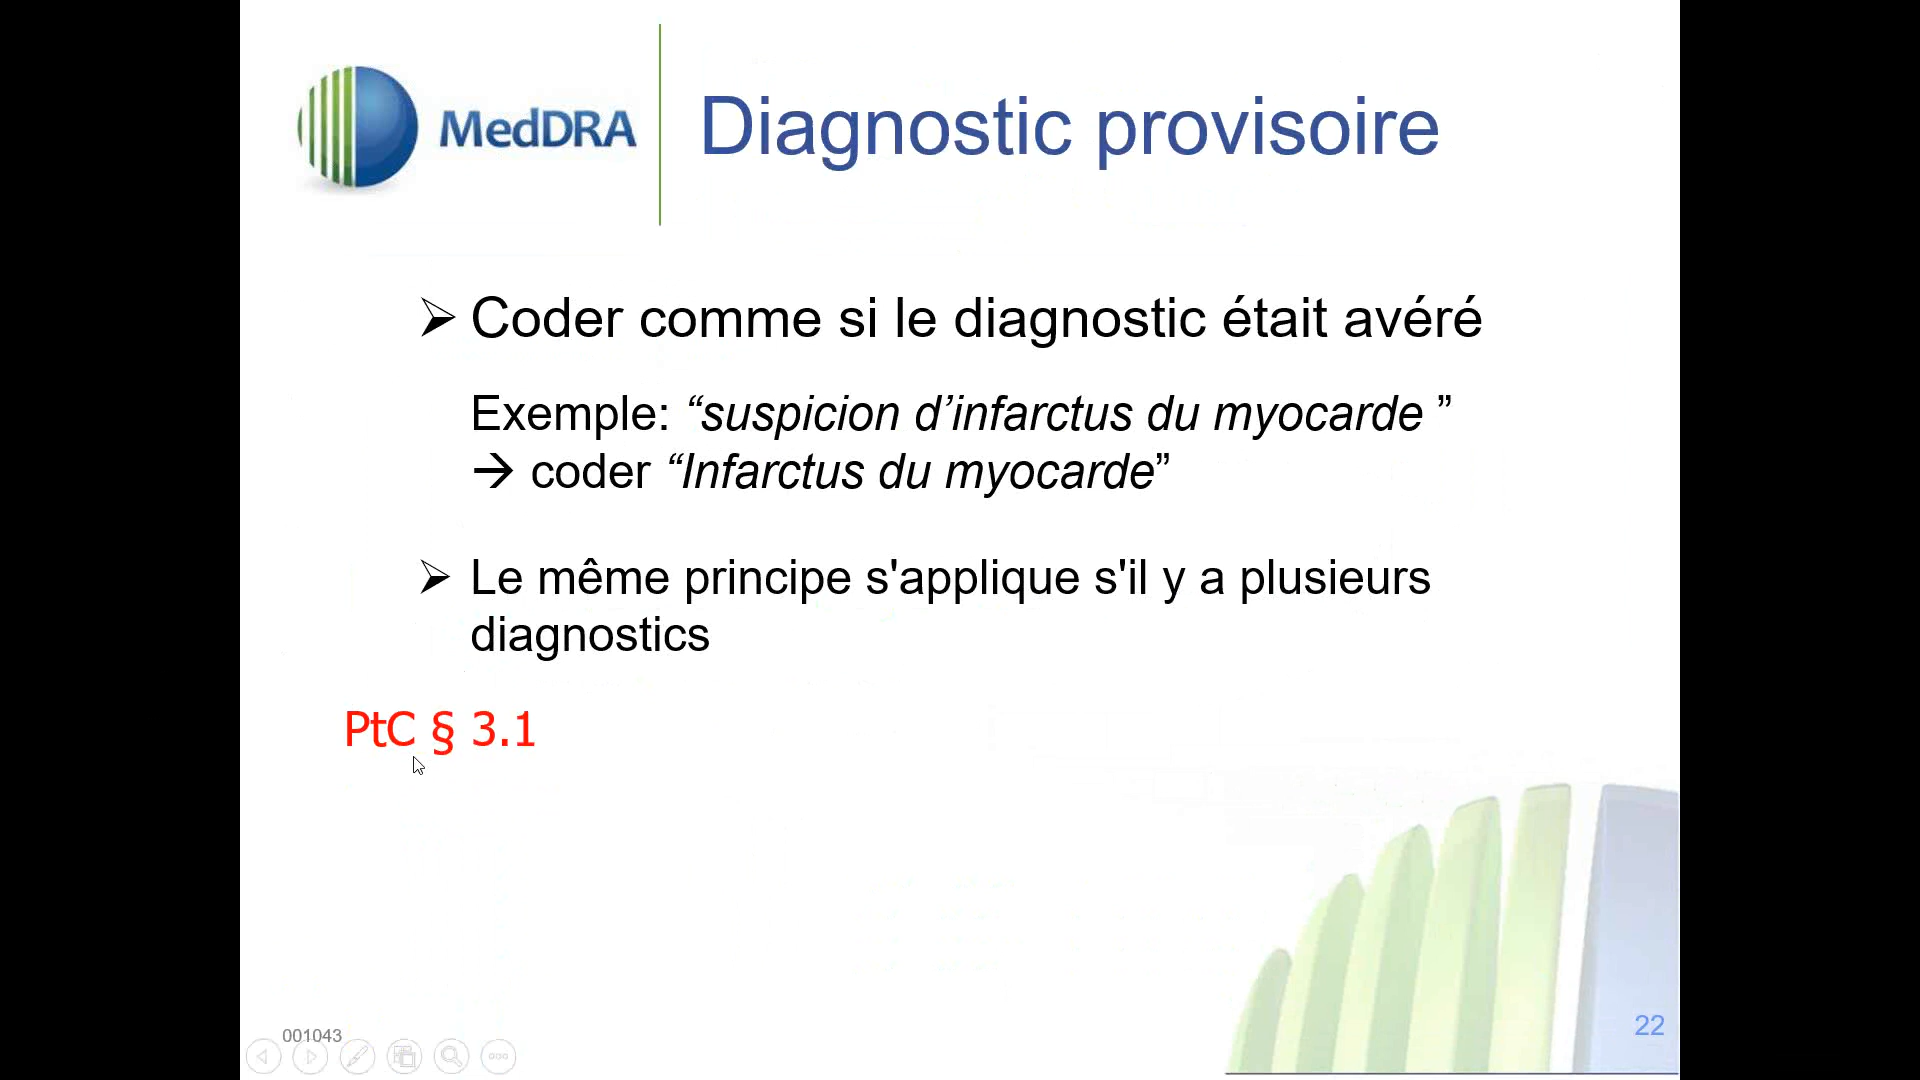 MedDRA
Diagnostic provisoire
Coder comme si le diagnostic était avéré
Exemple: “suspicion d’infarctus du myocarde ”
→ coder “Infarctus du myocarde”
Le même principe s'applique s'il y a plusieurs
diagnostics
PtC § 3.1
001043
22